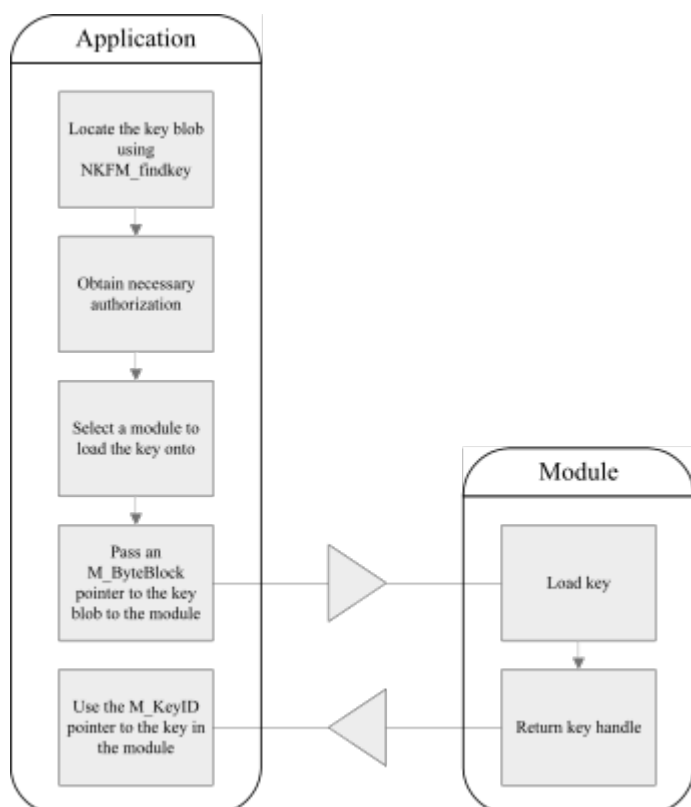 Application
Locate the key blob
using
NKFM_findkey
Obtain necessary
authorization
Select a module to
load the key onto
Pass an
M_ByteBlock
pointer to the key
blob to the module
Use the M_KeyID
pointer to the key in
the module
Module
Load key
Return key handle